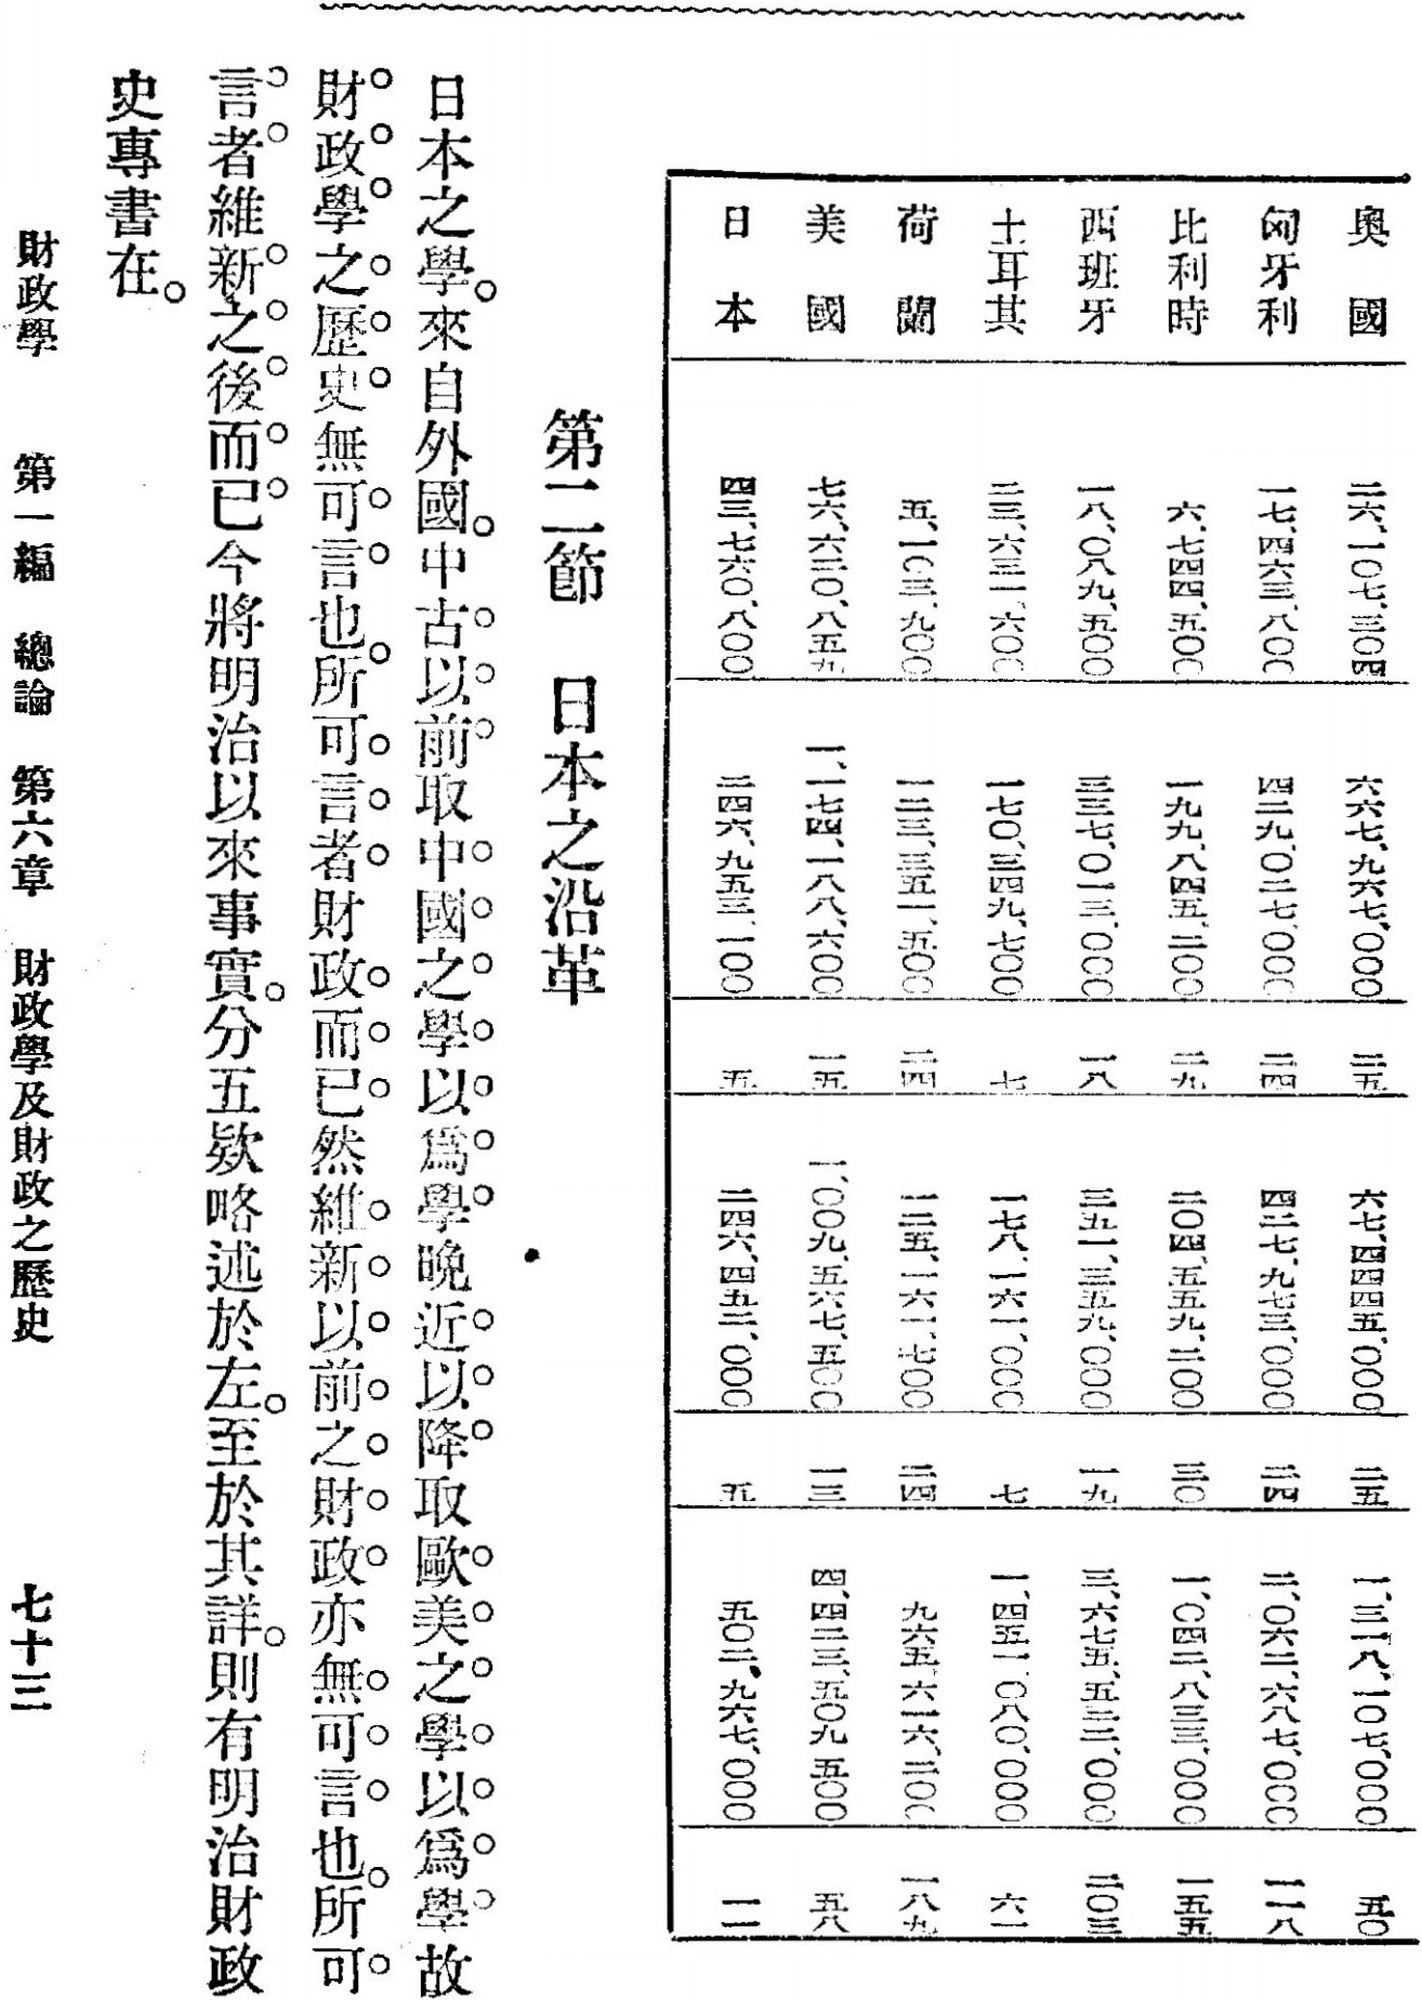 奧國 二六、一〇七、三〇四 六六七、九六七、〇〇〇 二五 六七、四四四五、〇〇〇 二五 一、三一八、一〇七、〇〇〇 五〇
匈牙利 一七、四六三、八〇〇 四二九、〇二七、〇〇〇 二四 四二七、九七三、〇〇〇 二四 二、〇六二、六八七、〇〇〇 一一八
比利時 六、七四四、五〇〇 一九九、八四五、二〇〇 二九 二〇四、五五九、二〇〇 三〇 一、〇四二、八三三、〇〇〇 一五五
西班牙 一八、〇八九、五〇〇 三三七、〇一三、〇〇〇 一八 三五一、三五九、〇〇〇 一九 三、六七五、五二二、〇〇〇 二〇三
土耳其 二三、六三一、六〇〇 一七〇、三四九、七〇〇 七 一七八、一六一、〇〇〇 七 一、四五一、〇八〇、〇〇〇 六一
荷蘭 五、一〇三、九〇〇 一二三、三五一、五〇〇 二四 一二五、一六一、七〇〇 二四 九六五、六一六、二〇〇 一八九
美國 七六、六二〇、八五九 一、一七四、一八八、六〇〇 一五 一、〇〇九、五六七、五〇〇 一三 四、四二三、五〇九、五〇〇 五八
日本 四三、七六〇、八〇〇 二四六、九五三、一〇〇 五 二四六、四五二、〇〇〇 五 五〇二、九六七、〇〇〇 一一
第二節 日本之沿革
日本之學。來自外國。中古以前取中國之學以爲學晚近以降取歐美之學以爲學故
財政學之歷史無可言也。所可言者財政而已然維新以前之財政亦無可言也。所可
言者維新之後而已今將明治以來事實。分五欵略述於左。至於其詳。則有明治財政
史專書在。
財政學 第一編 總論 第六章 財政學及財政之歷史 七十三